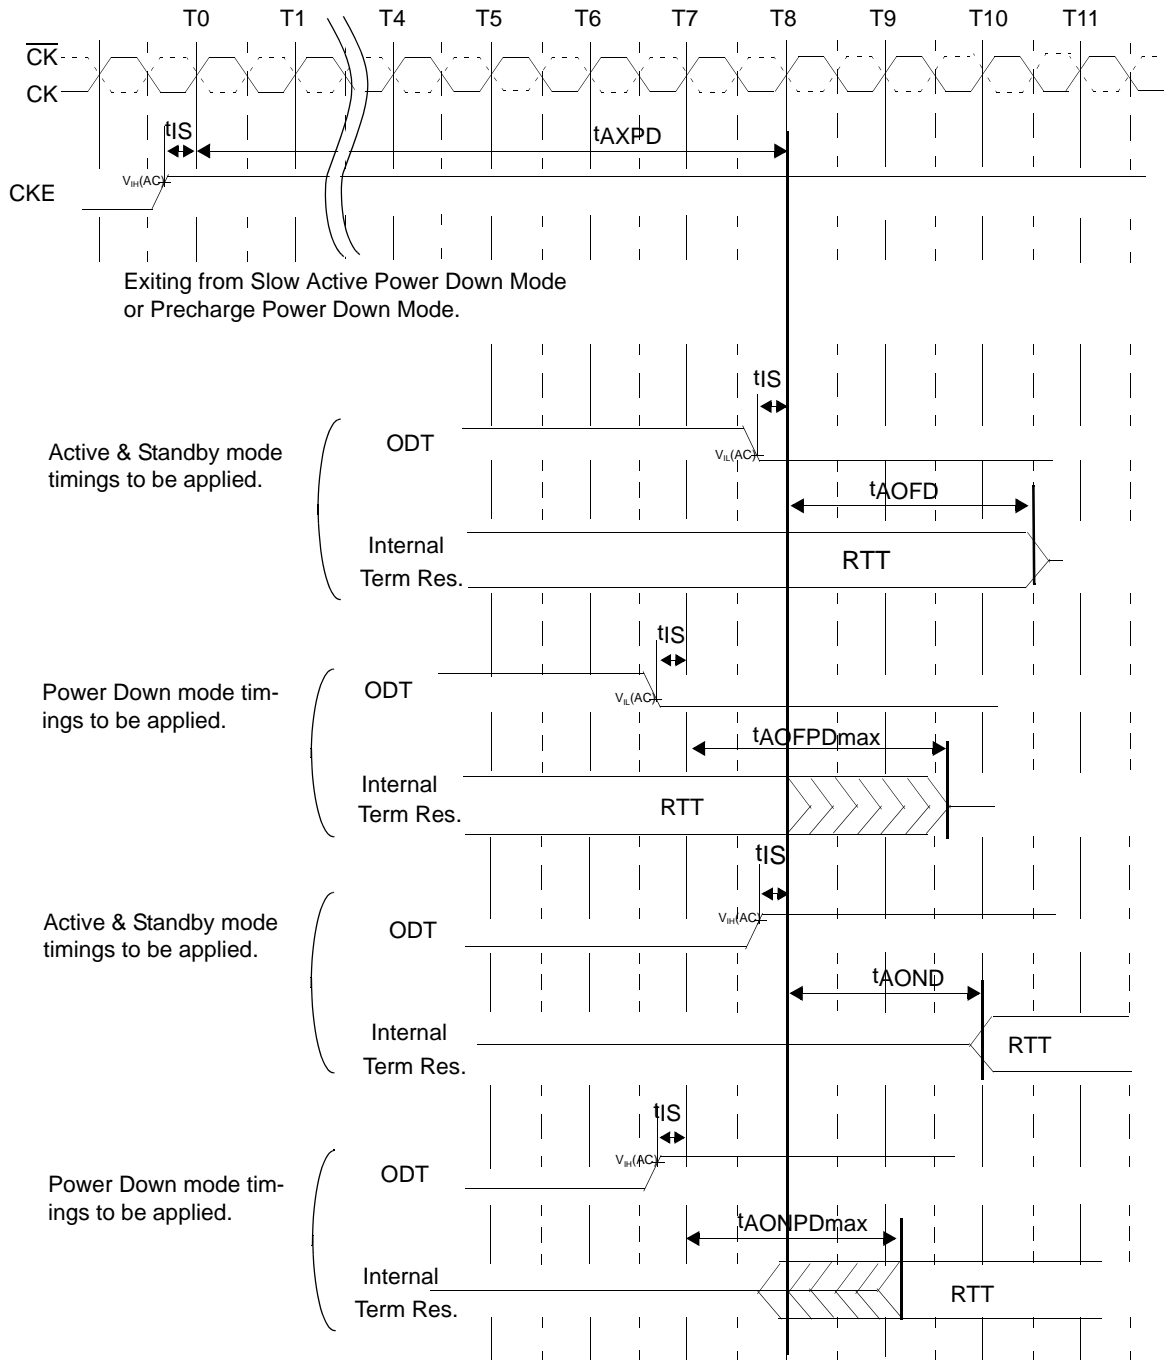 T0 T1 T4 T5 T6 T7 T8 T9 T10 T11
CK
CK
tIS
tAXPD
VIH(AC)
CKE
Exiting from Slow Active Power Down Mode
or Precharge Power Down Mode.
tIS
Active & Standby mode
timings to be applied.
ODT
VIL(AC)
tAOFD
Internal
Term Res.
RTT
tIS
Power Down mode tim-
ings to be applied.
ODT
VIL(AC)
tAOFPDmax
Internal
Term Res.
RTT
tIS
Active & Standby mode
timings to be applied.
ODT
VIH(AC)
tAOND
Internal
Term Res.
RTT
tIS
Power Down mode tim-
ings to be applied.
ODT
VIH(AC)
tAONPDmax
Internal
Term Res.
RTT